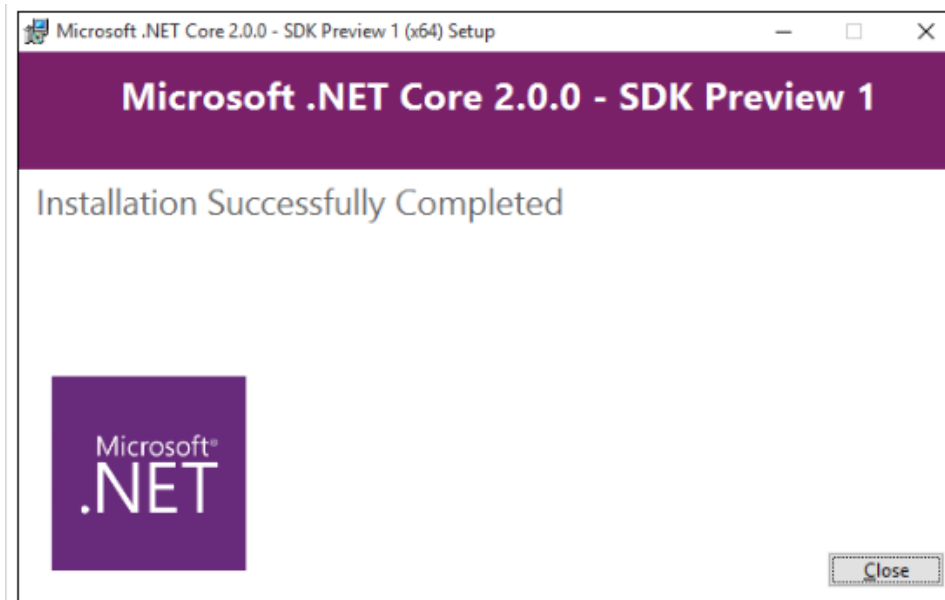 Microsoft .NET Core 2.0.0 - SDK Preview 1 (x64) Setup
Microsoft .NET Core 2.0.0 - SDK Preview 1
Installation Successfully Completed
Microsoft®
.NET
Close